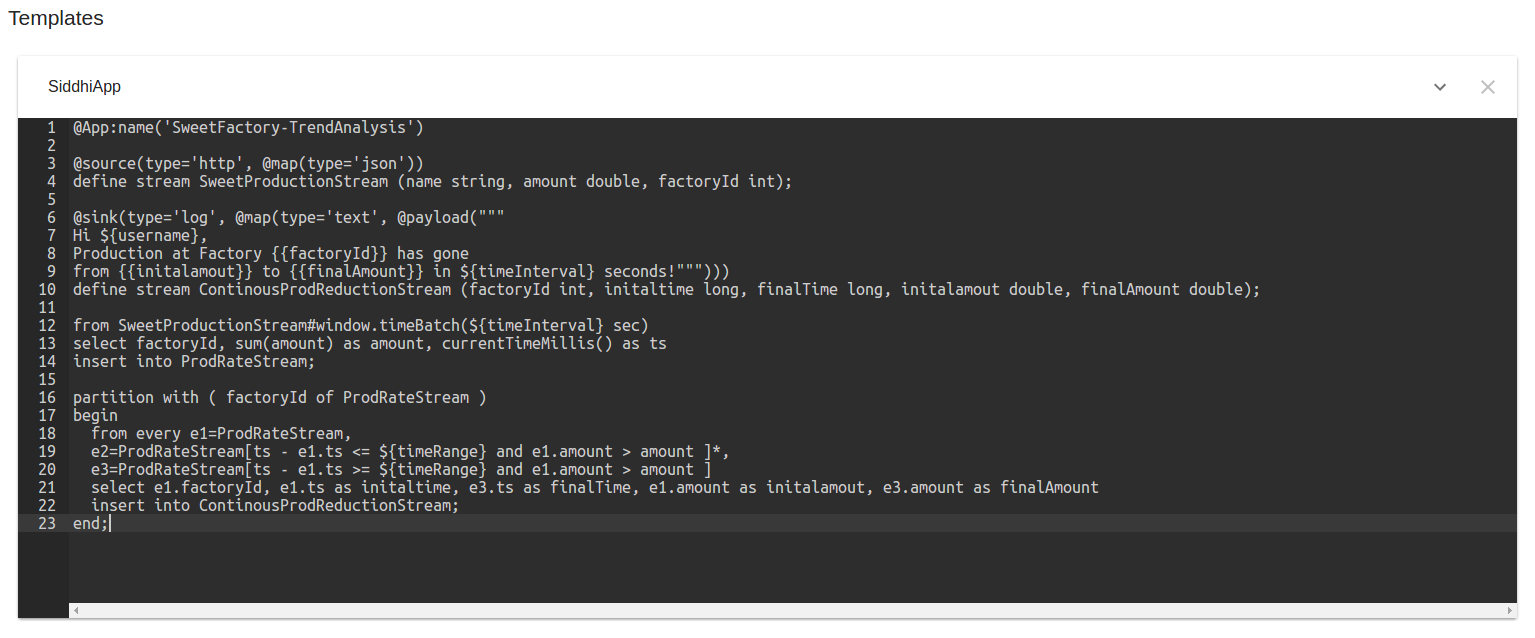 Templates
SiddhiApp
1 @App:name('SweetFactory-TrendAnalysis')
2
3 @source(type='http', @map(type='json'))
4 define stream SweetProductionStream (name string, amount double, factoryId int);
5
6 @sink(type='log', @map(type='text', @payload("""
7 Hi ${username},
8 Production at Factory {{factoryId}} has gone
9 from {{initalamout}} to {{finalAmount}} in ${timeInterval} seconds!""")))
10 define stream ContinousProdReductionStream (factoryId int, initaltime long, finalTime long, initalamout double, finalAmount double);
11
12 from SweetProductionStream#window.timeBatch(${timeInterval} sec)
13 select factoryId, sum(amount) as amount, currentTimeMillis() as ts
14 insert into ProdRateStream;
15
16 partition with ( factoryId of ProdRateStream )
17 begin
18   from every e1=ProdRateStream,
19   e2=ProdRateStream[ts - e1.ts <= ${timeRange} and e1.amount > amount ]*,
20   e3=ProdRateStream[ts - e1.ts >= ${timeRange} and e1.amount > amount ]
21   select e1.factoryId, e1.ts as initaltime, e3.ts as finalTime, e1.amount as initalamout, e3.amount as finalAmount
22   insert into ContinousProdReductionStream;
23 end;